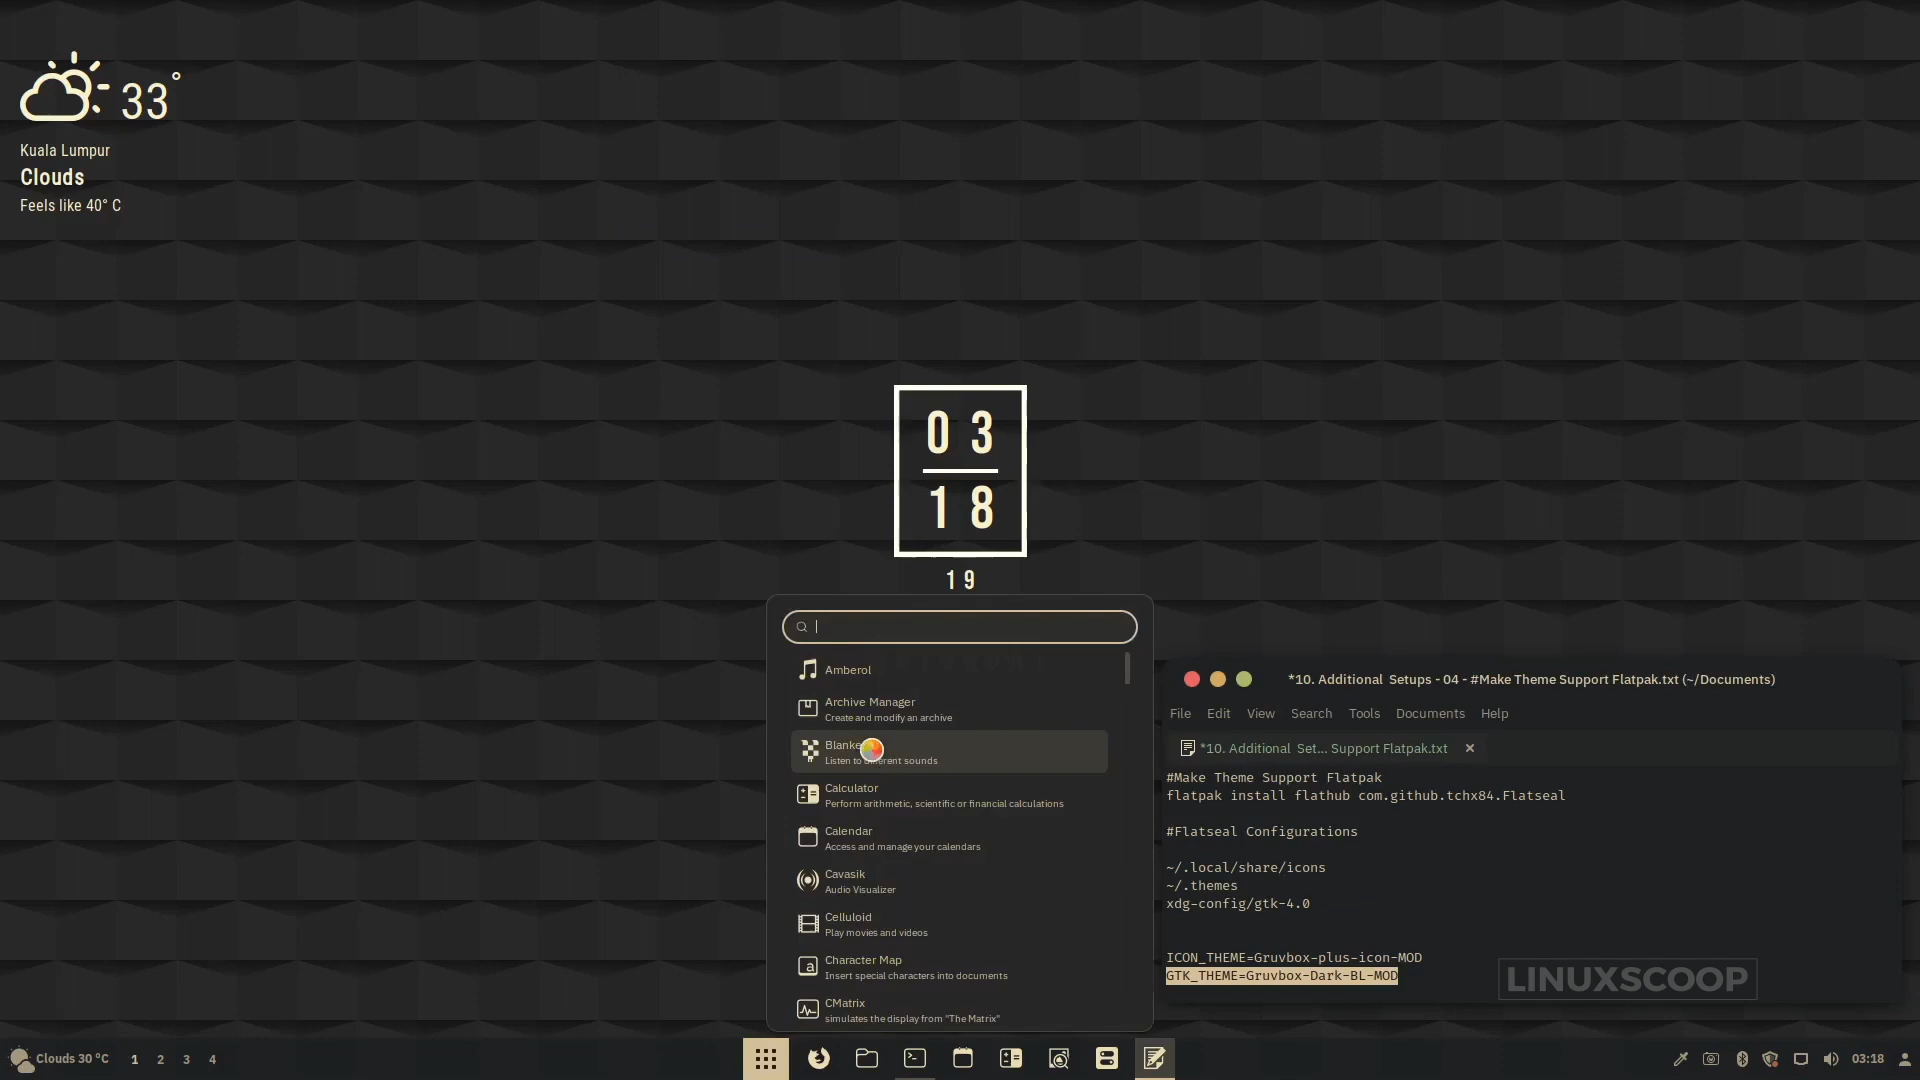 33°
Kuala Lumpur
Clouds
Feels like 40° C
03
18
19
Amberol
Archive Manager
Create and modify an archive
Listen to different sounds
Calculator
Perform arithmetic, scientific or financial calculations
Calendar
Access and manage your calendars
Cavasik
Audio Visualizer
Celluloid
Play movies and videos
Character Map
Insert special characters into documents
CMatrix
simulates the display from "The Matrix"
*10. Additional  Setups - 04 - #Make Theme Support Flatpak.txt (~/Documents)
File Edit View Search Tools Documents Help
*10. Additional  Set... Support Flatpak.txt
#Make Theme Support Flatpak
flatpak install flathub com.github.tchx84.Flatseal
#Flatseal Configurations
~/.local/share/icons
~/.themes
xdg-config/gtk-4.0
ICON_THEME=Gruvbox-plus-icon-MOD
GTK_THEME=Gruvbox-Dark-BL-MOD
LINUXSCOOP
Clouds 30 °C
1 2 3 4
03:18